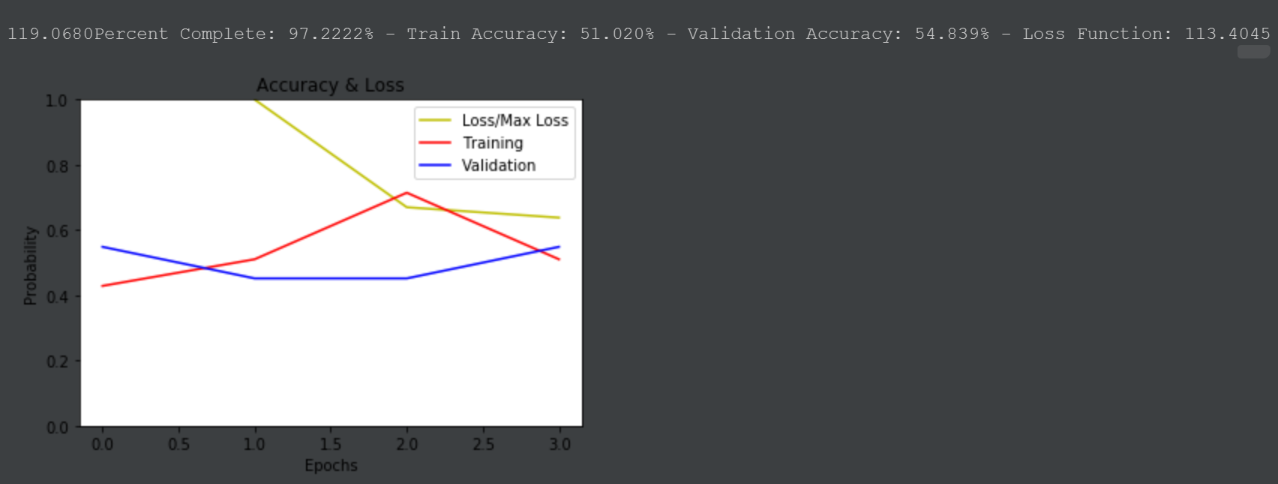 119.0680Percent Complete: 97.2222% - Train Accuracy: 51.020% - Validation Accuracy: 54.839% - Loss Function: 113.4045
Accuracy & Loss
1.0
0.8
0.6
0.4
0.2
0.0
Probability
Loss/Max Loss
Training
Validation
0.0 0.5 1.0 1.5 2.0 2.5 3.0
Epochs